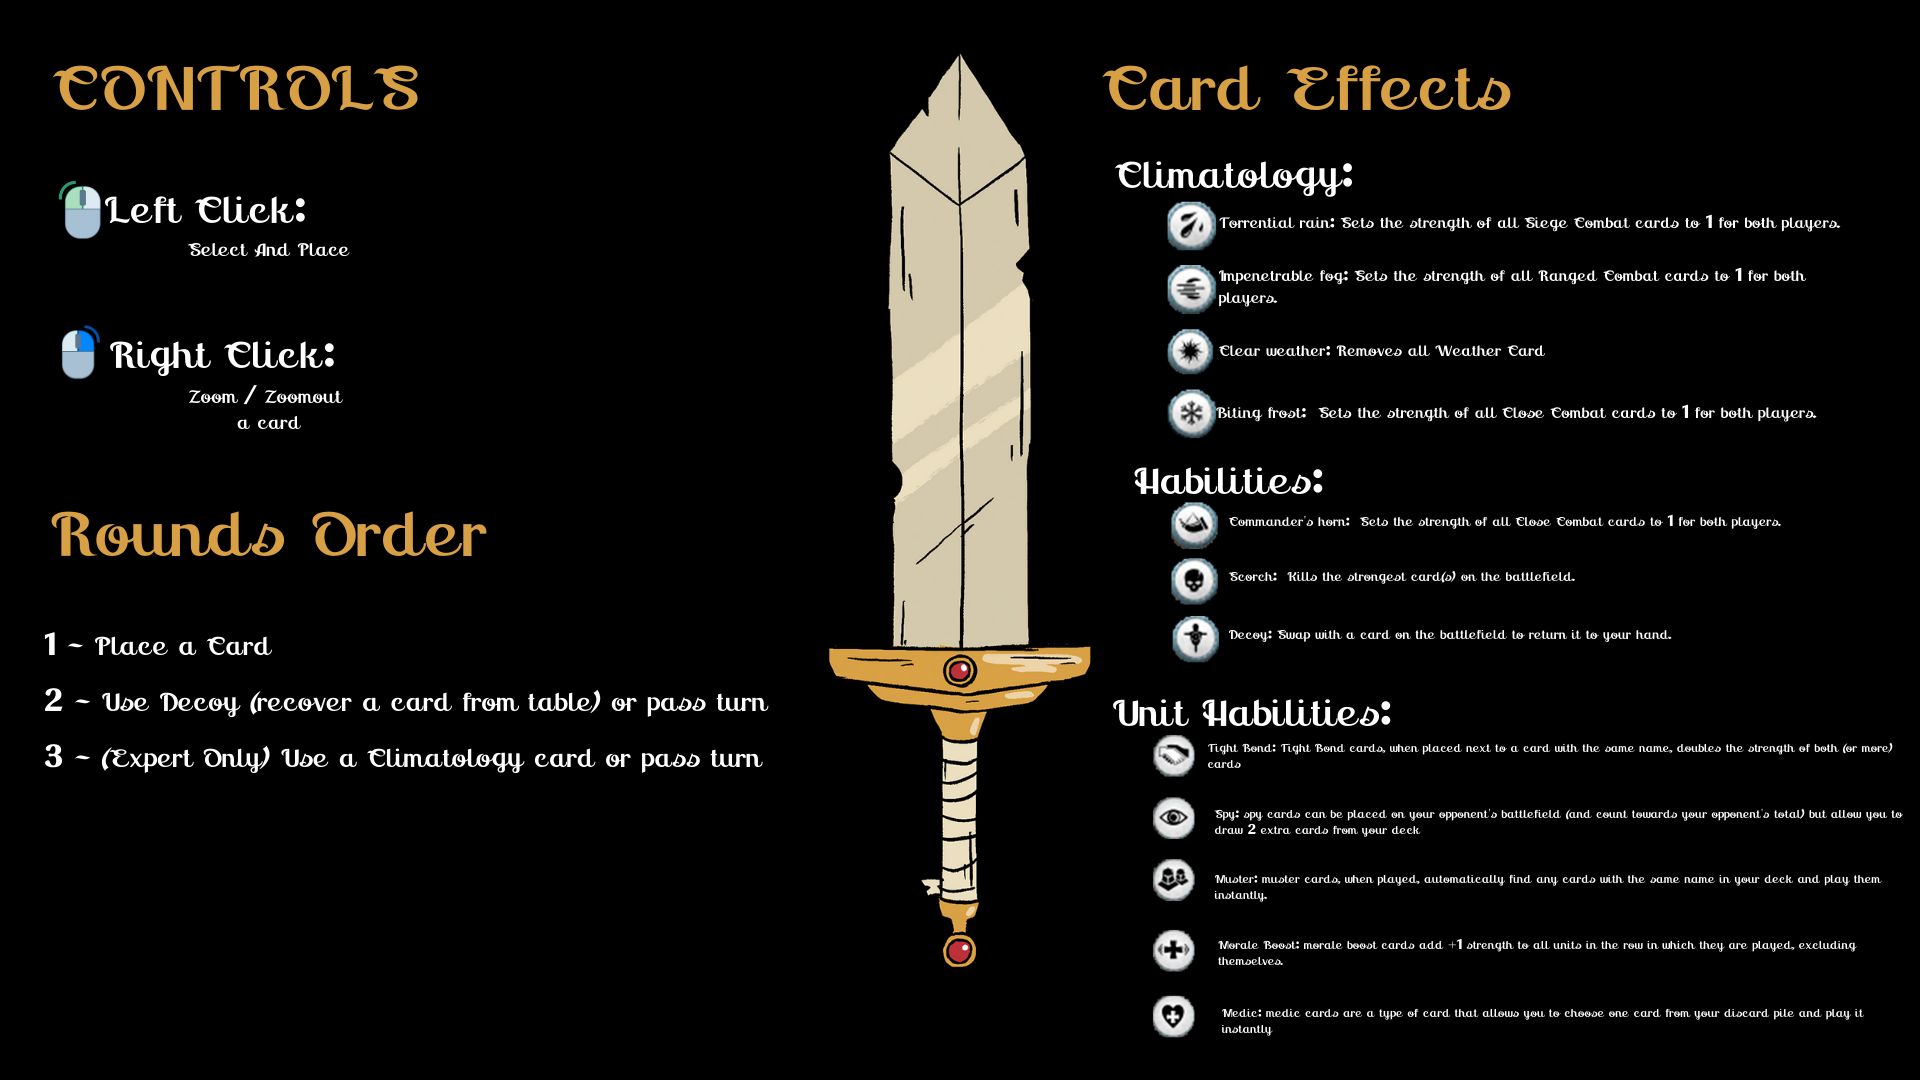 CONTROLS
Left Click:
Select And Place
Right Click:
Zoom / Zoomout
a card
Rounds Order
1 ~ Place a Card
2 ~ Use Decoy (recover a card from table) or pass turn
3 ~ (Expert Only) Use a Climatology card or pass turn
Card Effects
Climatology:
Torrential rain: Sets the strength of all Siege Combat cards to 1 for both players.
Impenetrable fog: Sets the strength of all Ranged Combat cards to 1 for both
players.
Clear weather: Removes all Weather Card
Biting frost: Sets the strength of all Close Combat cards to 1 for both players.
Habilities:
Commander's horn: Sets the strength of all Close Combat cards to 1 for both players.
Scorch: Kills the strongest card(s) on the battlefield.
Decoy: Swap with a card on the battlefield to return it to your hand.
Unit Habilities:
Tight Bond: Tight Bond cards, when placed next to a card with the same name, doubles the strength of both (or more)
cards
Spy: spy cards can be placed on your opponent's battlefield (and count towards your opponent's total) but allow you to
draw 2 extra cards from your deck
Muster: muster cards, when played, automatically find any cards with the same name in your deck and play them
instantly.
Morale Boost: morale boost cards add +1 strength to all units in the row in which they are played, excluding
themselves.
Medic: medic cards are a type of card that allows you to choose one card from your discard pile and play it
instantly